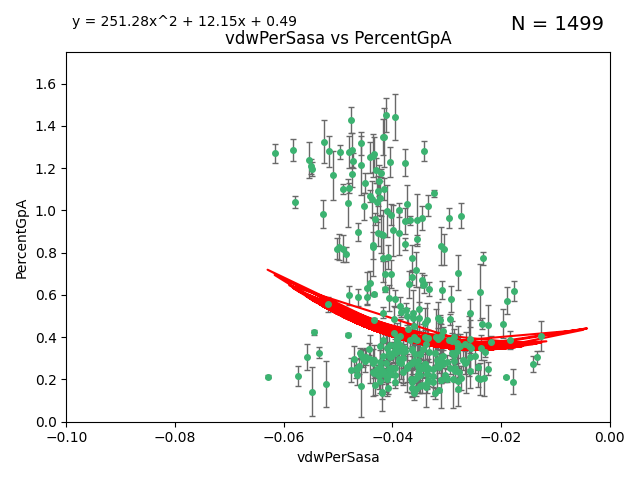 y = 251.28x^2 + 12.15x + 0.49
N = 1499
vdwPerSasa vs PercentGpA
PercentGpA
1.6
1.4
1.2
1.0
0.8
0.6
0.4
0.2
0.0
−0.10 −0.08 −0.06 −0.04 −0.02 0.00
vdwPerSasa